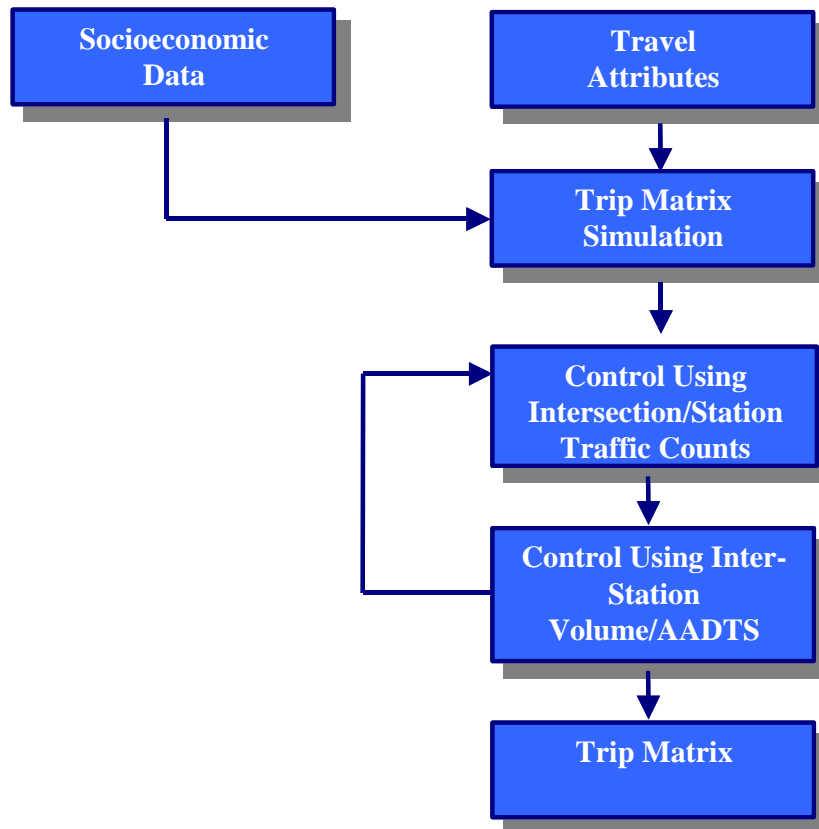 Socioeconomic
Data
Travel
Attributes
Trip Matrix
Simulation
Control Using
Intersection/Station
Traffic Counts
Control Using Inter-
Station
Volume/AADTS
Trip Matrix